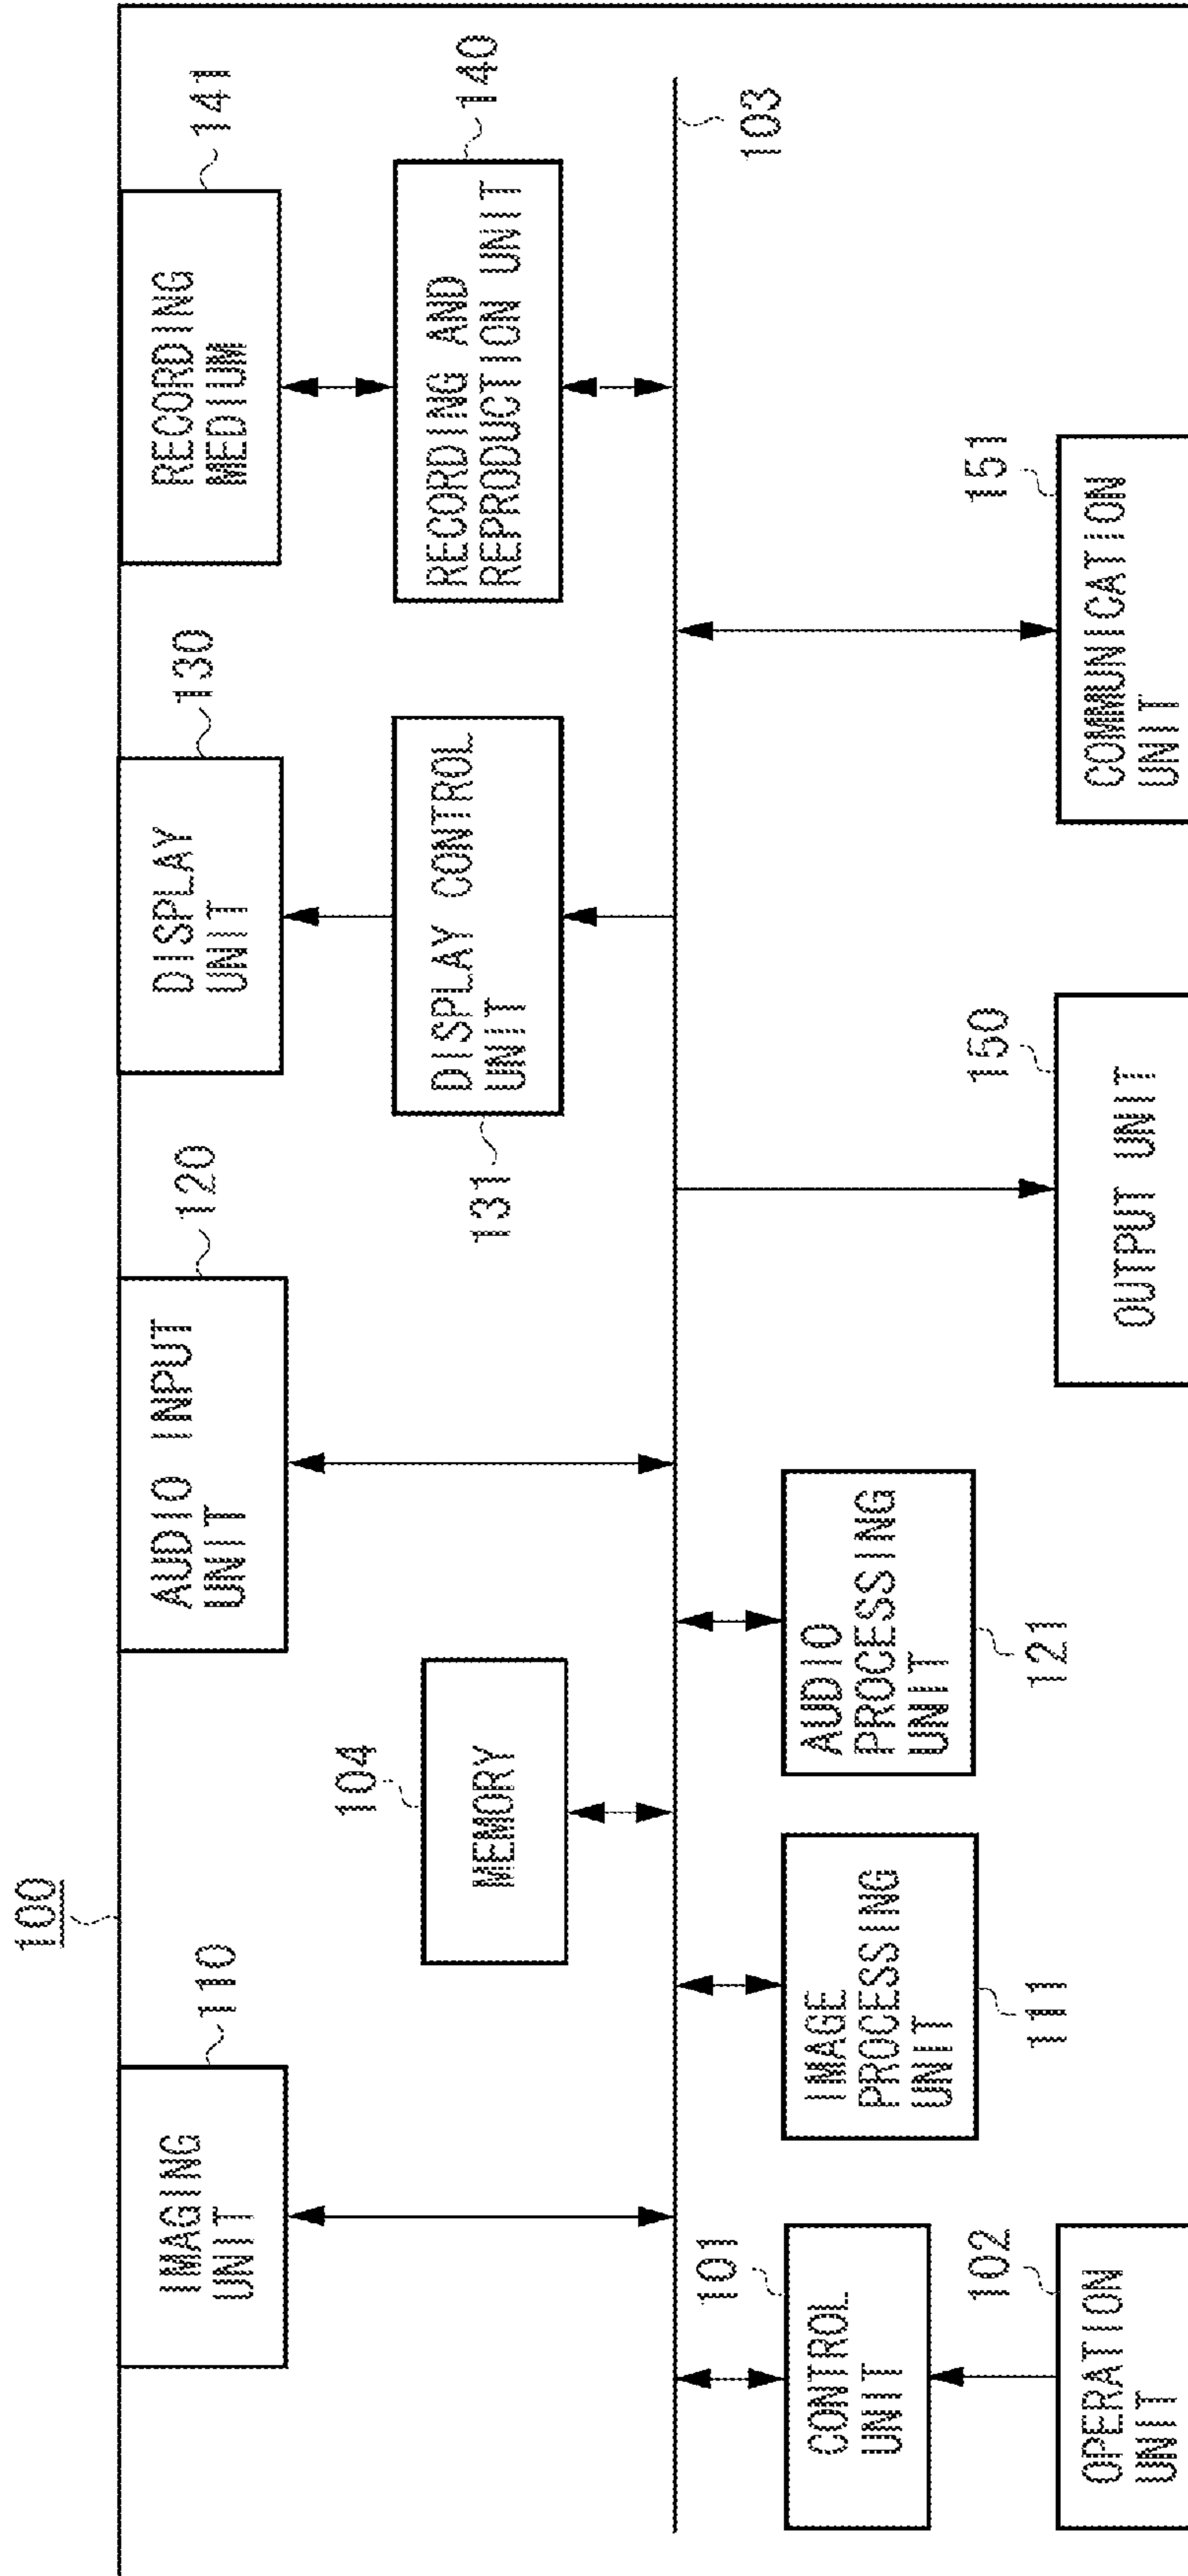 100
110
IMAGING
UNIT
104
MEMORY
120
AUDIO INPUT
UNIT
130
DISPLAY
UNIT
131
DISPLAY CONTROL
UNIT
141
RECORDING
MEDIUM
140
RECORDING AND
REPRODUCTION UNIT
103
101
CONTROL
UNIT
102
OPERATION
UNIT
IMAGE
PROCESSING
UNIT
111
AUDIO
PROCESSING
UNIT
121
150
OUTPUT UNIT
151
COMMUNICATION
UNIT